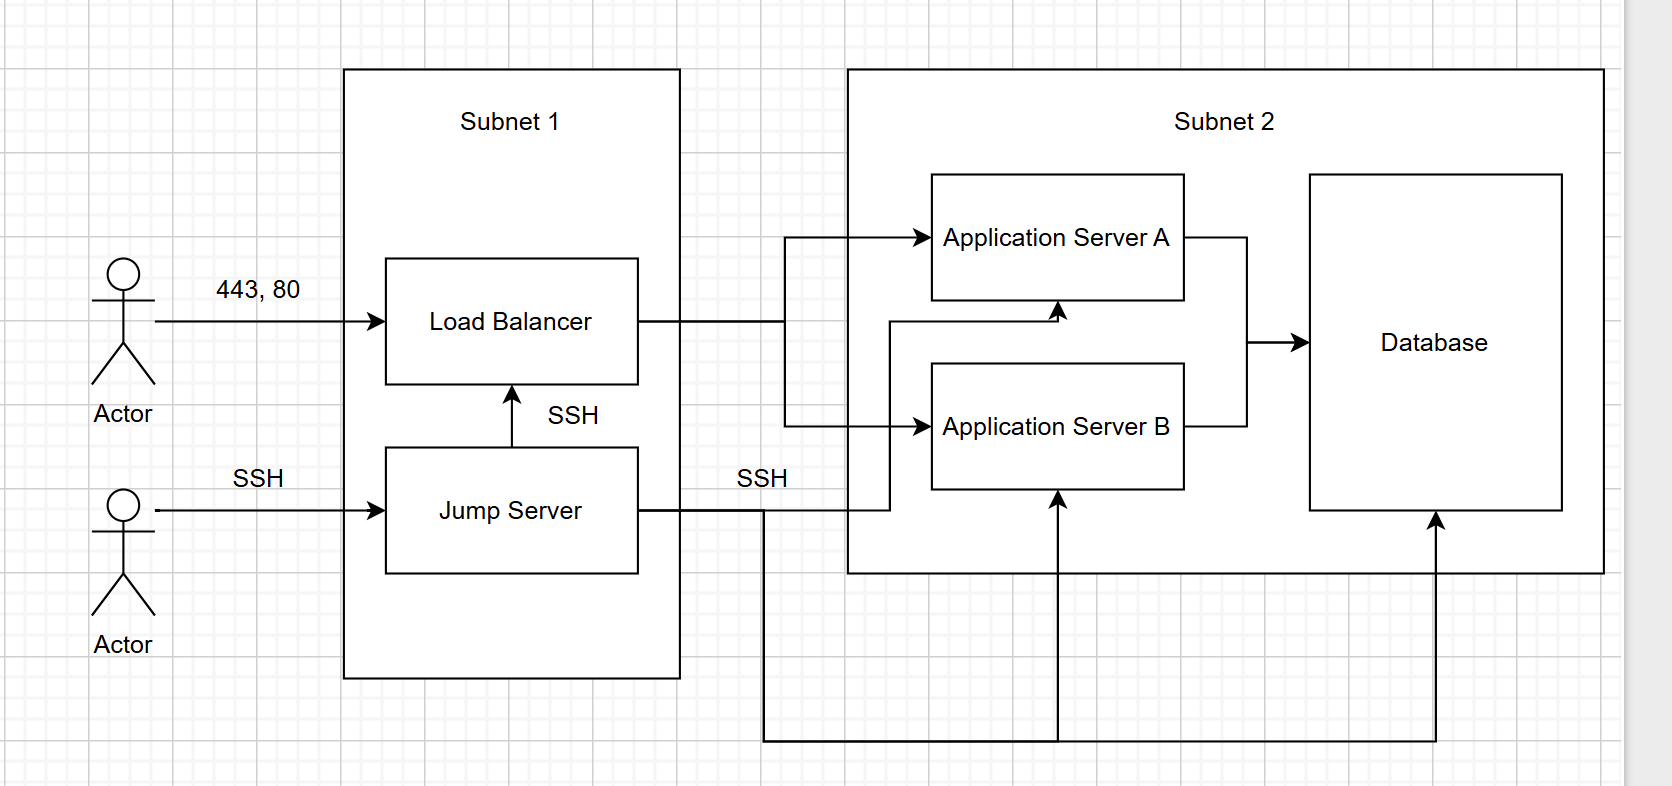 Subnet 1
Subnet 2
Application Server A
443, 80
Load Balancer
Database
Actor
SSH
Application Server B
SSH
SSH
Jump Server
Actor